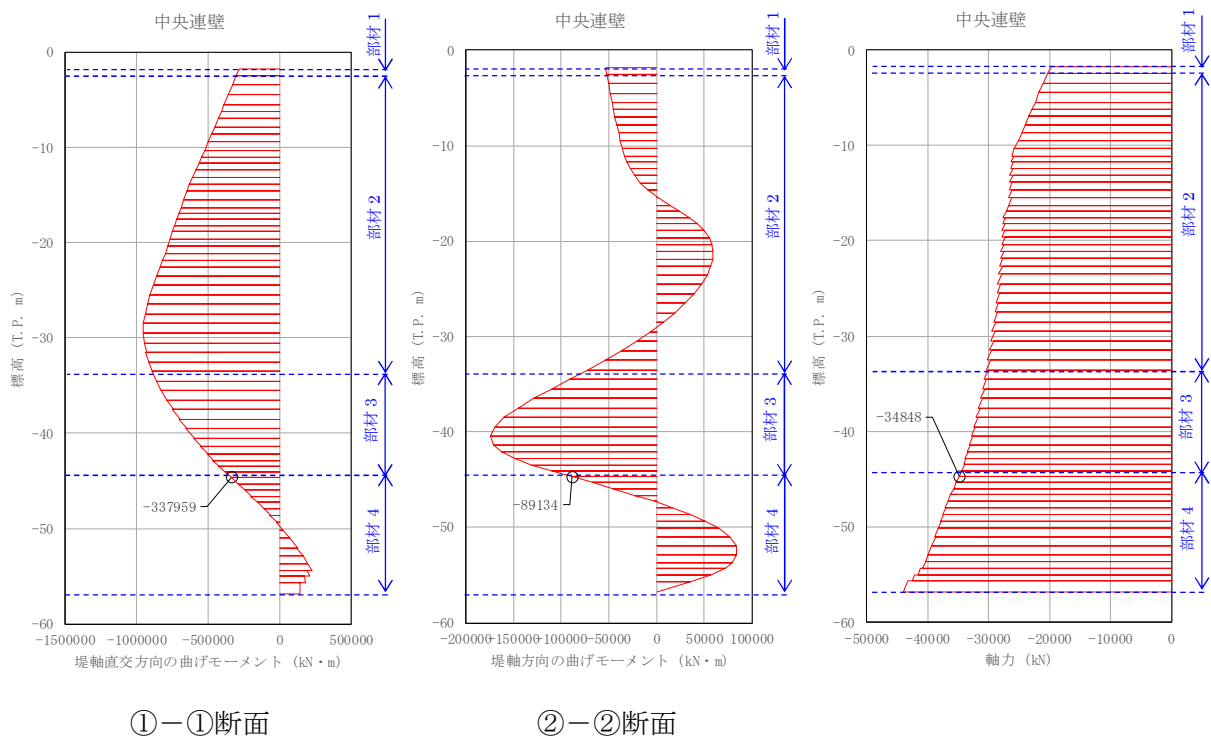 中央連壁
部材 1
0
-10
-20
-30
-40
-50
-60
標高 (T.P. m)
部材 2
部材 3
部材 4
-337959
-1500000 -1000000 -500000 0 500000
堤軸直交方向の曲げモーメント (kN・m)
①－①断面
中央連壁
部材 1
0
-10
-20
-30
-40
-50
-60
標高 (T.P. m)
部材 2
部材 3
部材 4
-89134
-200000 -150000 -100000 -50000 0 50000 100000
堤軸方向の曲げモーメント (kN・m)
②－②断面
中央連壁
部材 1
0
-10
-20
-30
-40
-50
-60
標高 (T.P. m)
部材 2
部材 3
部材 4
-34848
-50000 -40000 -30000 -20000 -10000 0
軸力 (kN)